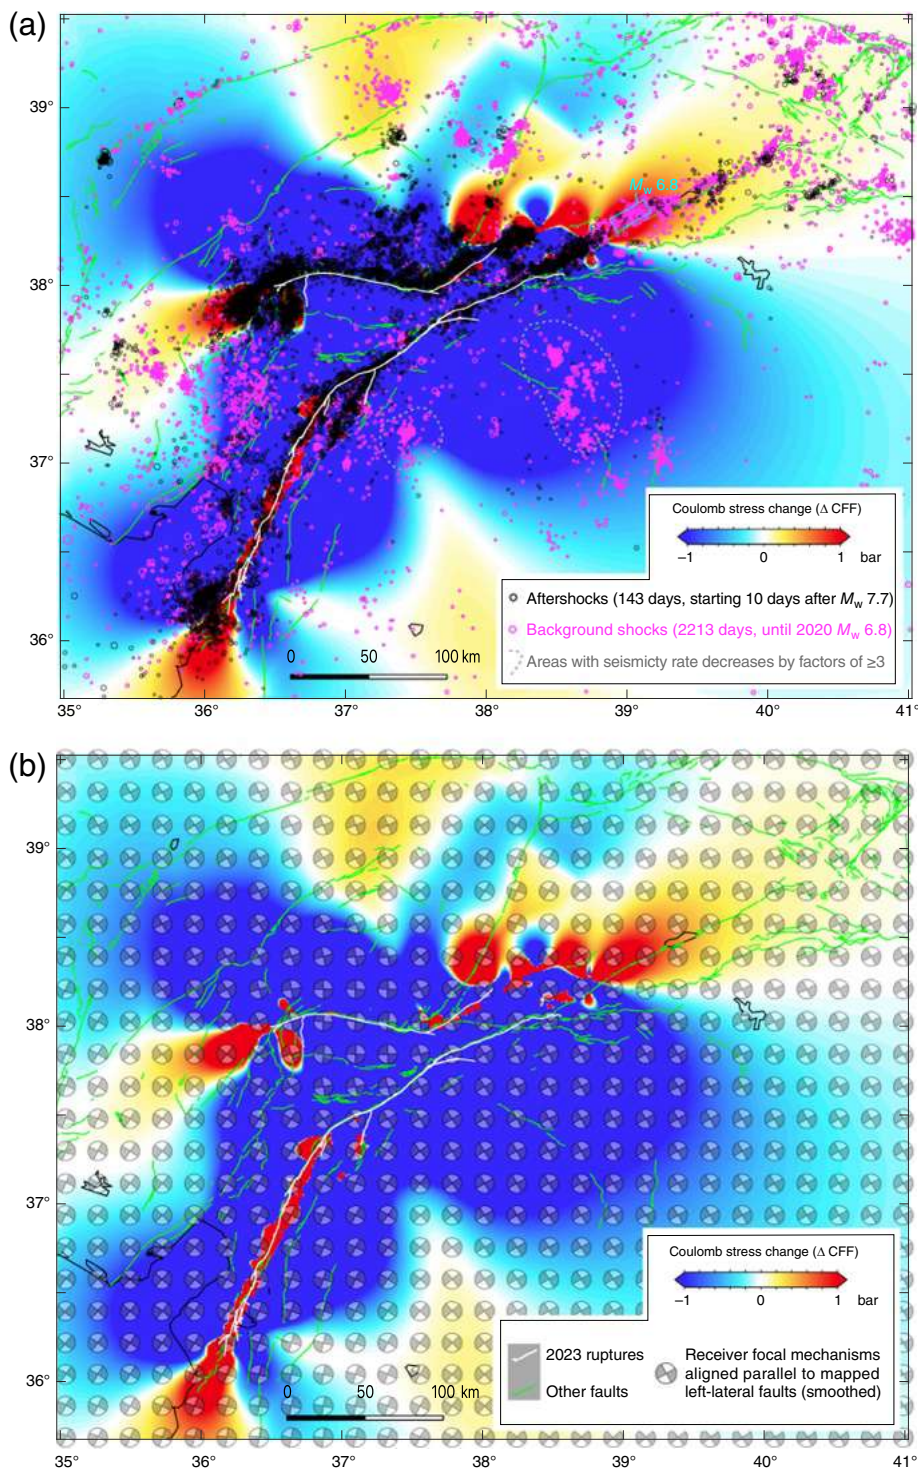 (a)
39°
38°
37°
36°
Mw 6.8
Coulomb stress change (Δ CFF)
−1 0 1 bar
Aftershocks (143 days, starting 10 days after Mw 7.7)
Background shocks (2213 days, until 2020 Mw 6.8)
Areas with seismicty rate decreases by factors of ≥3
0 50 100 km
35° 36° 37° 38° 39° 40° 41°
(b)
39°
38°
37°
36°
Coulomb stress change (Δ CFF)
−1 0 1 bar
2023 ruptures
Other faults
Receiver focal mechanisms
aligned parallel to mapped
left-lateral faults (smoothed)
0 50 100 km
35° 36° 37° 38° 39° 40° 41°